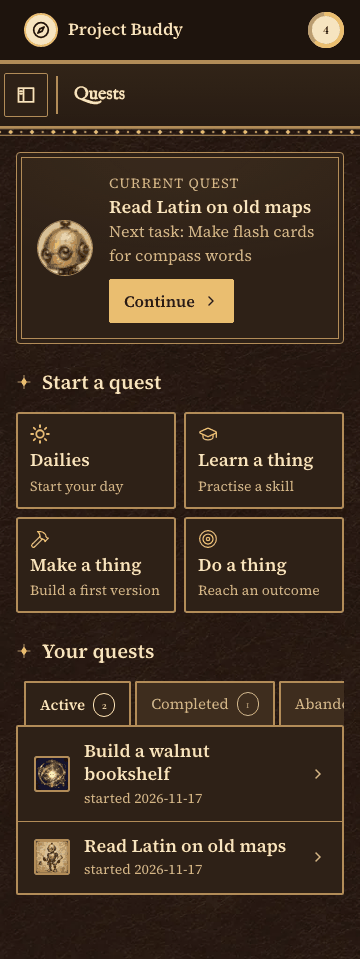 Project Buddy
4
Quests
CURRENT QUEST
Read Latin on old maps
Next task: Make flash cards
for compass words
Continue
Start a quest
Dailies
Start your day
Learn a thing
Practise a skill
Make a thing
Build a first version
Do a thing
Reach an outcome
Your quests
Active 2
Completed 1
Aband
Build a walnut
bookshelf
started 2026-11-17
Read Latin on old maps
started 2026-11-17